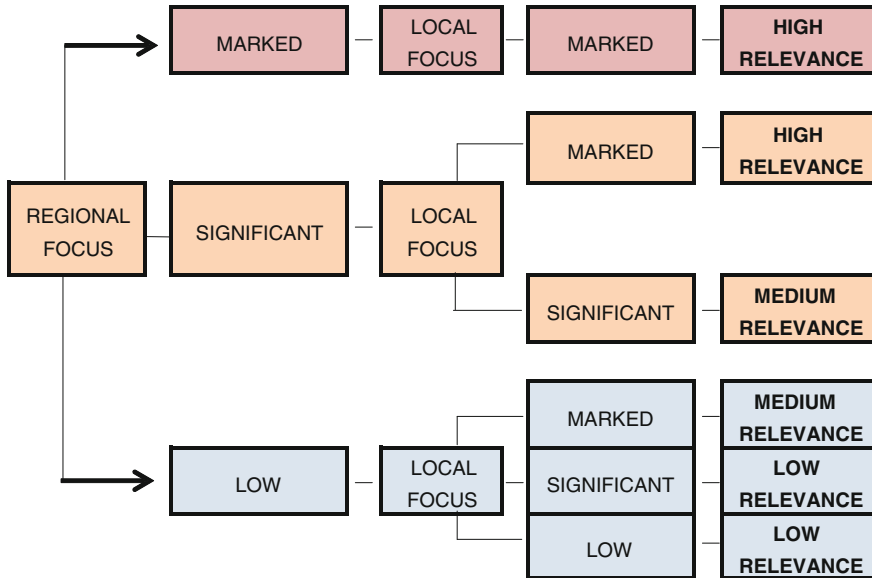 MARKED
LOCAL
FOCUS
MARKED
HIGH
RELEVANCE
MARKED
HIGH
RELEVANCE
REGIONAL
FOCUS
SIGNIFICANT
LOCAL
FOCUS
SIGNIFICANT
MEDIUM
RELEVANCE
MARKED
MEDIUM
RELEVANCE
LOW
LOCAL
FOCUS
SIGNIFICANT
LOW
RELEVANCE
LOW
LOW
RELEVANCE